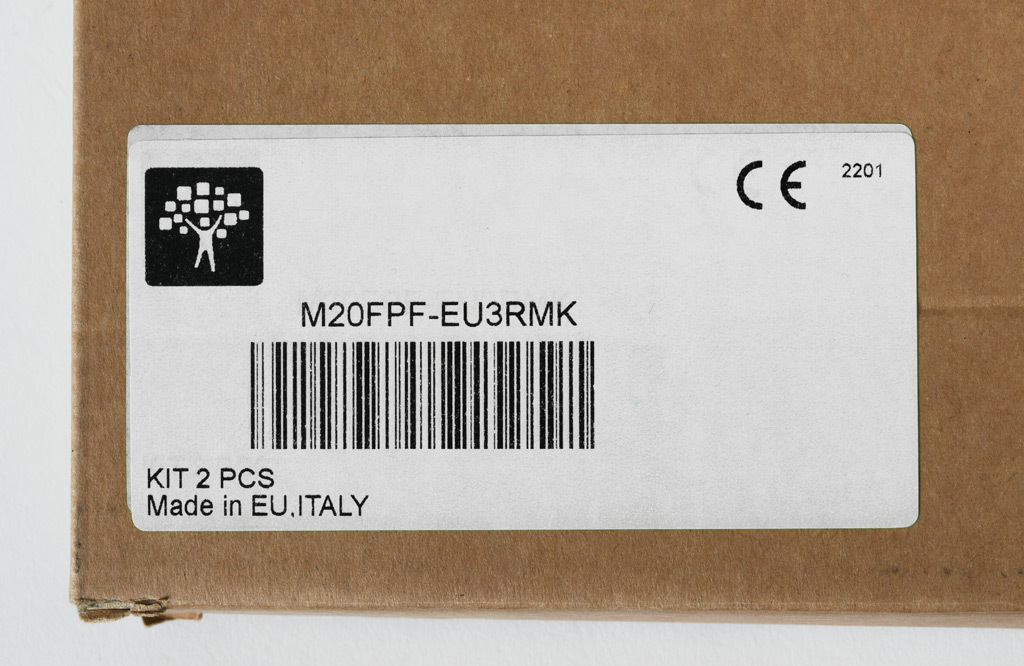 CE 2201
M20FPF-EU3RMK
KIT 2 PCS
Made in EU,ITALY